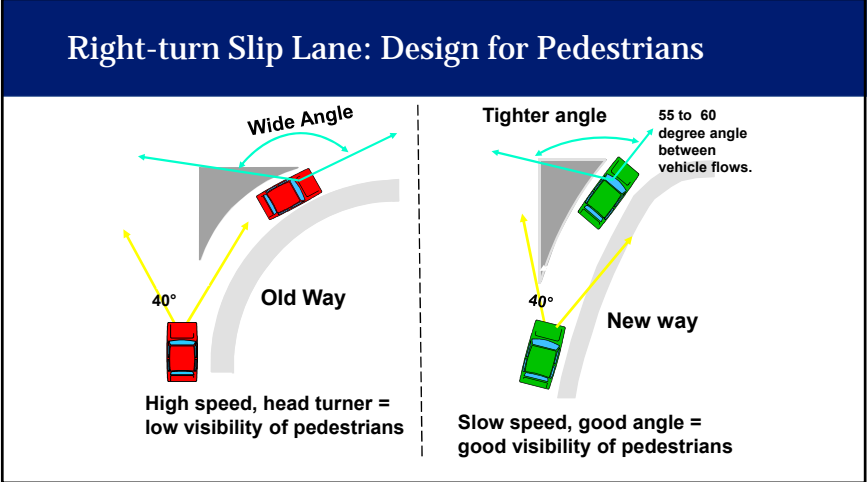 Right-turn Slip Lane: Design for Pedestrians
Wide Angle
40°
Old Way
High speed, head turner =
low visibility of pedestrians
Tighter angle
55 to 60
degree angle
between
vehicle flows.
40°
New way
Slow speed, good angle =
good visibility of pedestrians